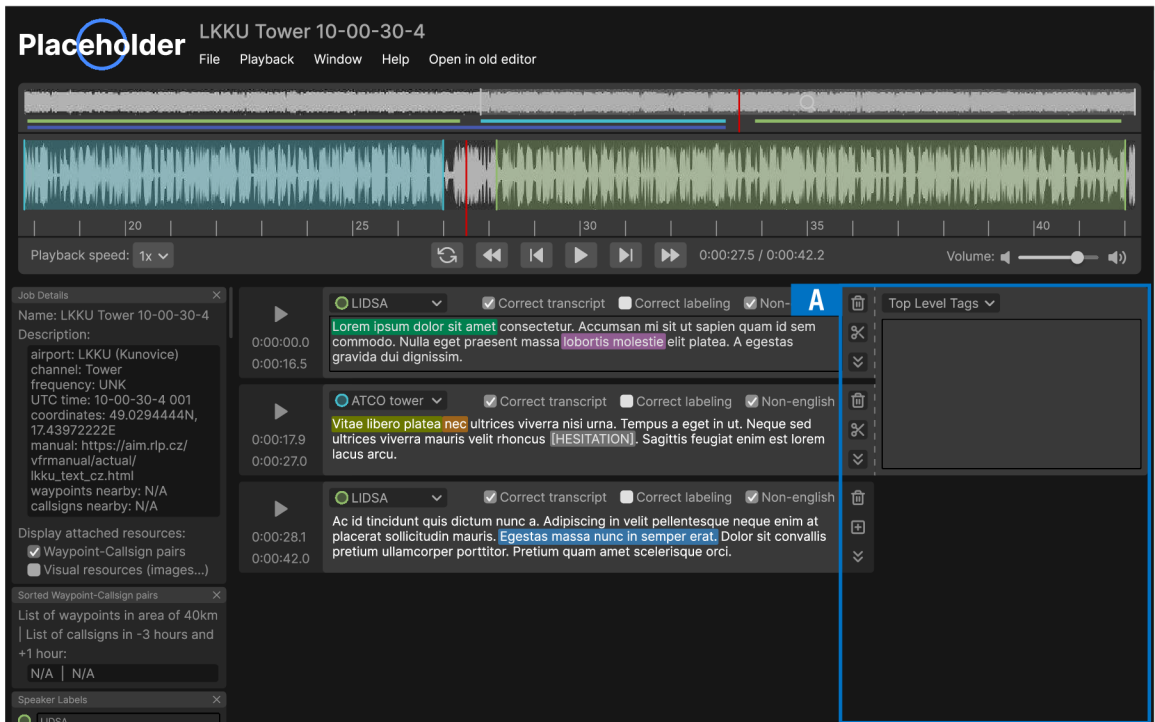 Placeholder
LKKU Tower 10-00-30-4
File Playback Window Help Open in old editor
20 25 30 35 40
Playback speed: 1x
0:00:27.5 / 0:00:42.2
Volume:
Job Details
Name: LKKU Tower 10-00-30-4
Description:
airport: LKKU (Kunovice)
channel: Tower
frequency: UNK
UTC time: 10-00-30-4 001
coordinates: 49.0294444N,
17.43972222E
manual: https://aim.rlp.cz/
vfrmanual/actual/
lkku_text_cz.html
waypoints nearby: N/A
callsigns nearby: N/A
Display attached resources:
Waypoint-Callsign pairs
Visual resources (images...)
Sorted Waypoint-Callsign pairs
List of waypoints in area of 40km
| List of callsigns in -3 hours and
+1 hour:
N/A | N/A
Speaker Labels
LIDSA
0:00:00.0
0:00:16.5
LIDSA Correct transcript Correct labeling Non-
Lorem ipsum dolor sit amet consectetur. Accumsan mi sit ut sapien quam id sem
commodo. Nulla eget praesent massa lobortis molestie elit platea. A egestas
gravida dui dignissim.
0:00:17.9
0:00:27.0
ATCO tower Correct transcript Correct labeling Non-english
Vitae libero platea nec ultrices viverra nisi urna. Tempus a eget in ut. Neque sed
ultrices viverra mauris velit rhoncus [HESITATION]. Sagittis feugiat enim est lorem
lacus arcu.
0:00:28.1
0:00:42.0
LIDSA Correct transcript Correct labeling Non-english
Ac id tincidunt quis dictum nunc a. Adipiscing in velit pellentesque neque enim at
placerat sollicitudin mauris. Egestas massa nunc in semper erat. Dolor sit convallis
pretium ullamcorper porttitor. Pretium quam amet scelerisque orci.
A
Top Level Tags